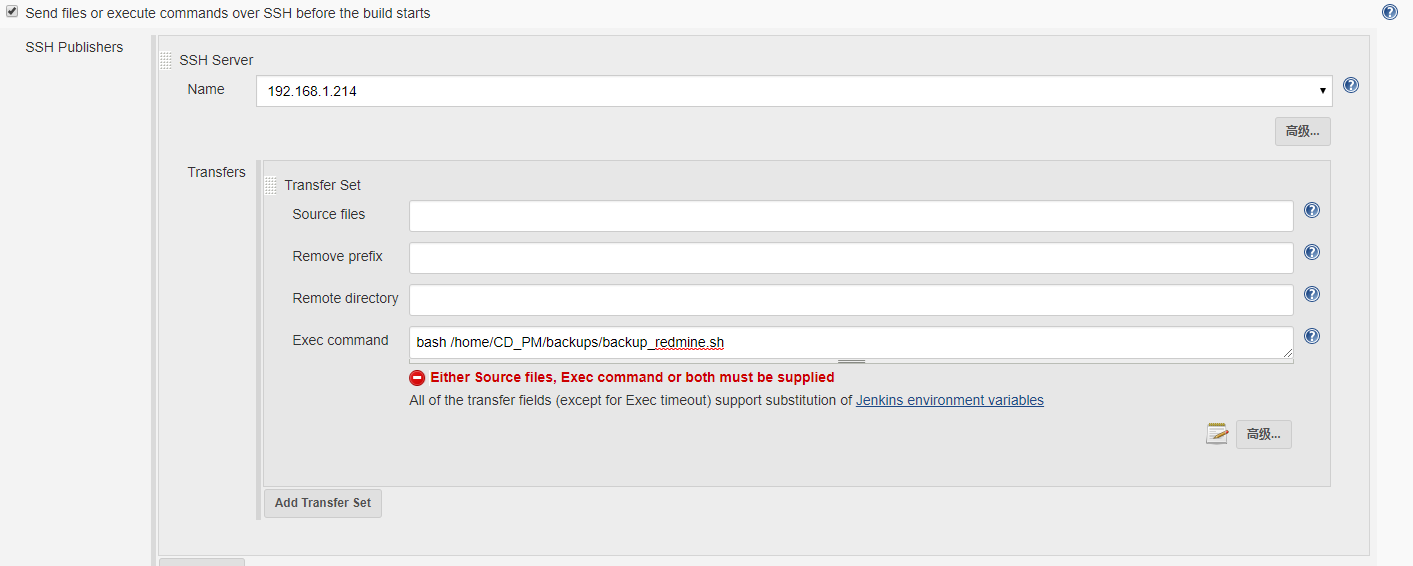 Send files or execute commands over SSH before the build starts
SSH Publishers
SSH Server
Name
192.168.1.214
高级...
Transfers
Transfer Set
Source files
Remove prefix
Remote directory
Exec command
bash /home/CD_PM/backups/backup_redmine.sh
Either Source files, Exec command or both must be supplied
All of the transfer fields (except for Exec timeout) support substitution of Jenkins environment variables
高级...
Add Transfer Set